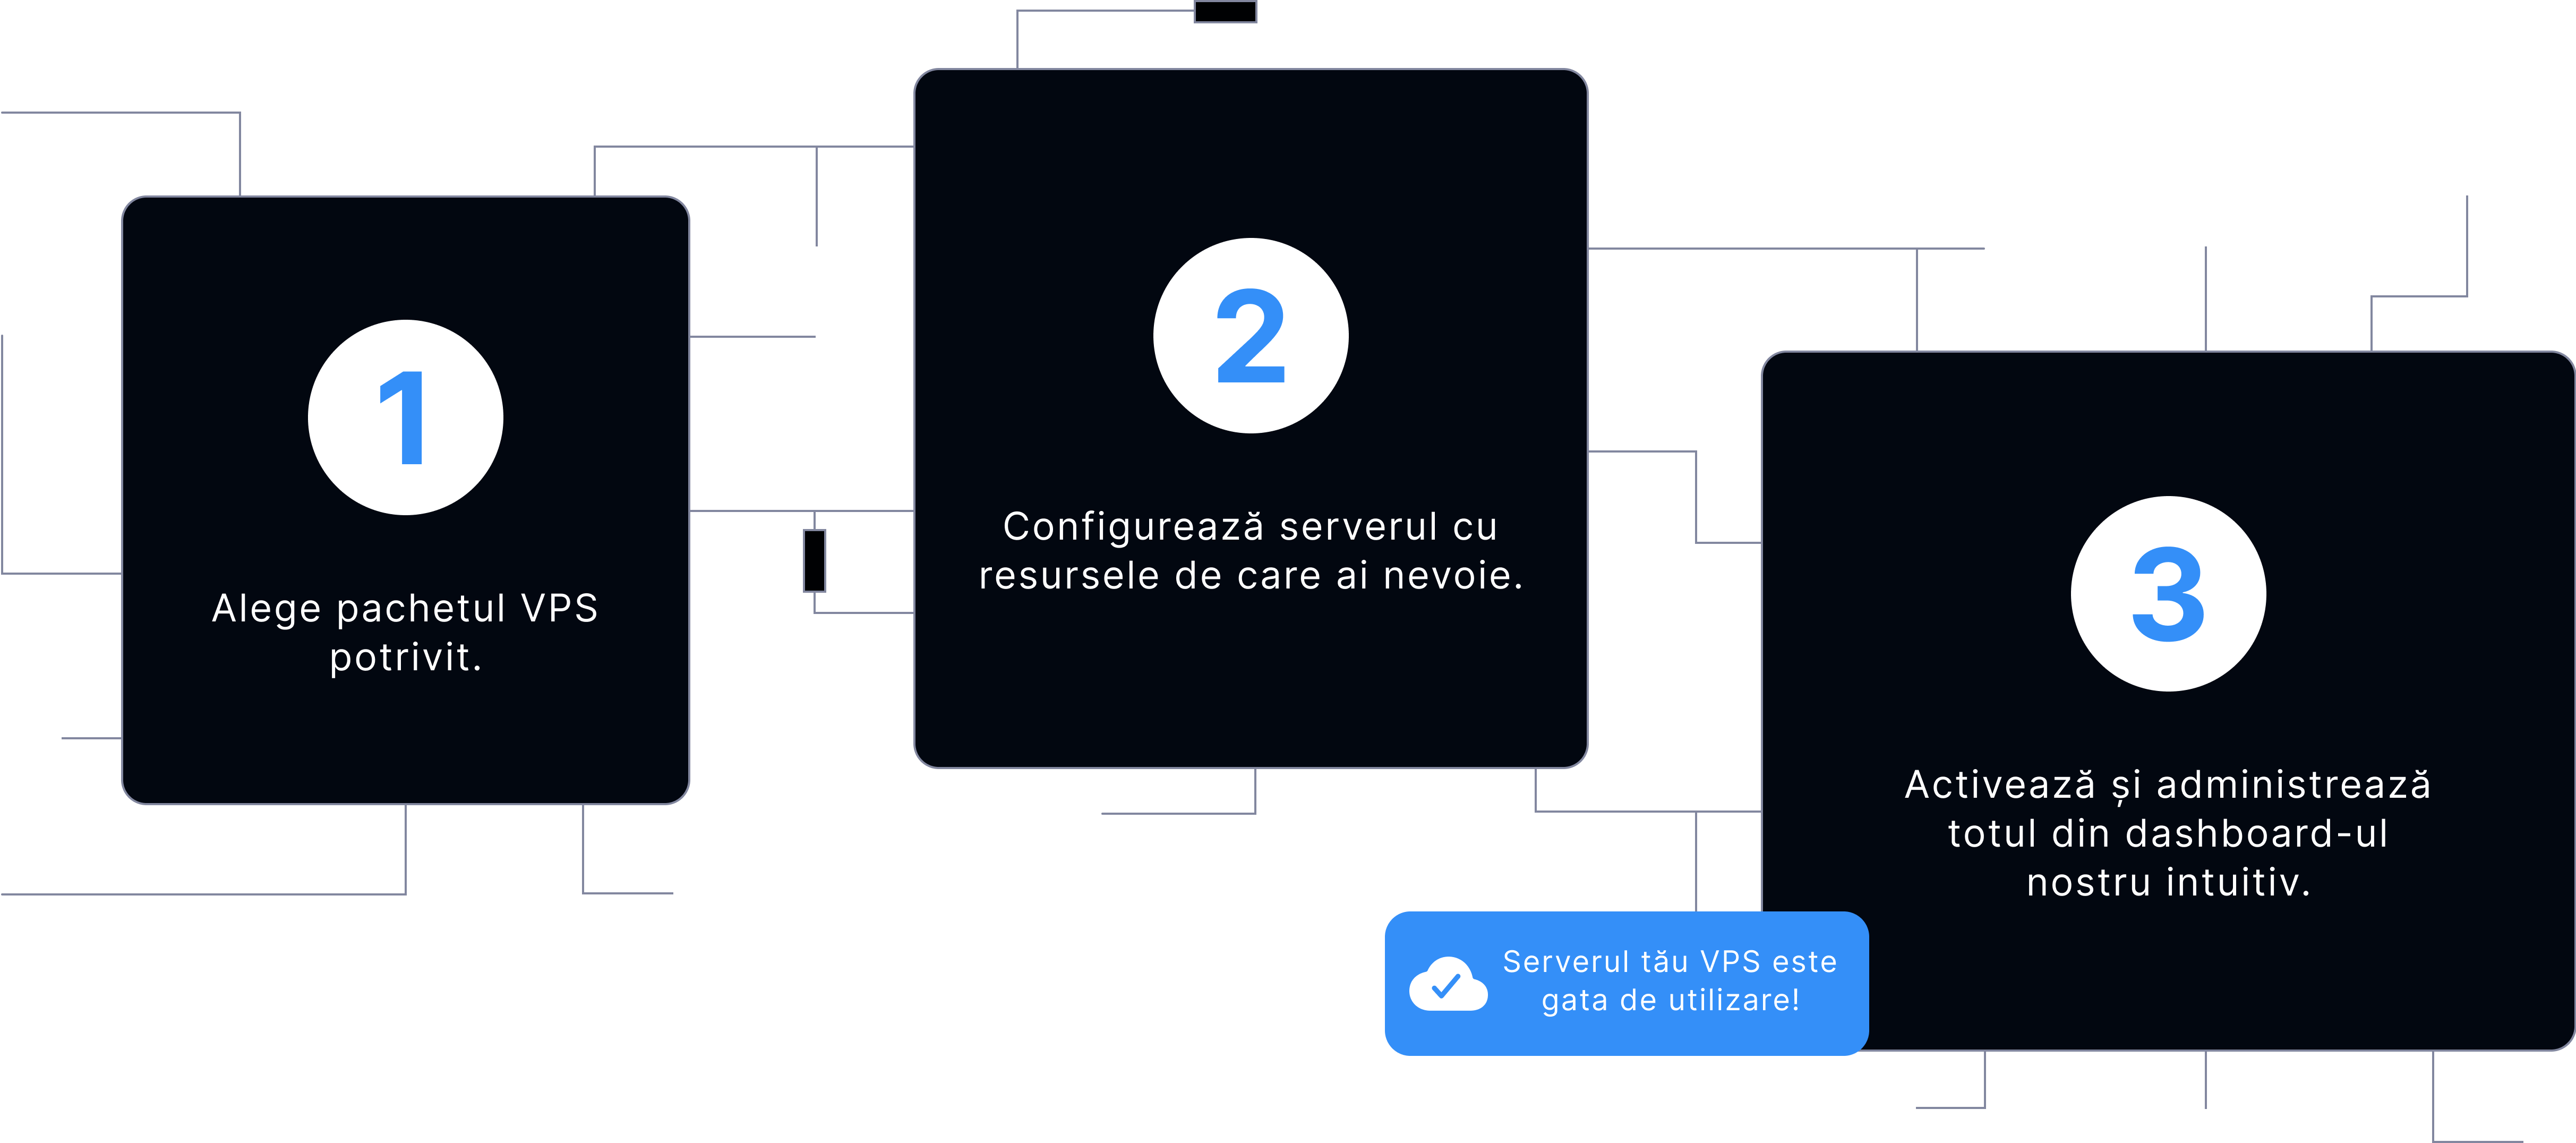 1
Alege pachetul VPS
potrivit.
2
Configurează serverul cu
resursele de care ai nevoie.
3
Activează și administrează
totul din dashboard-ul
nostru intuitiv.
Serverul tău VPS este
gata de utilizare!